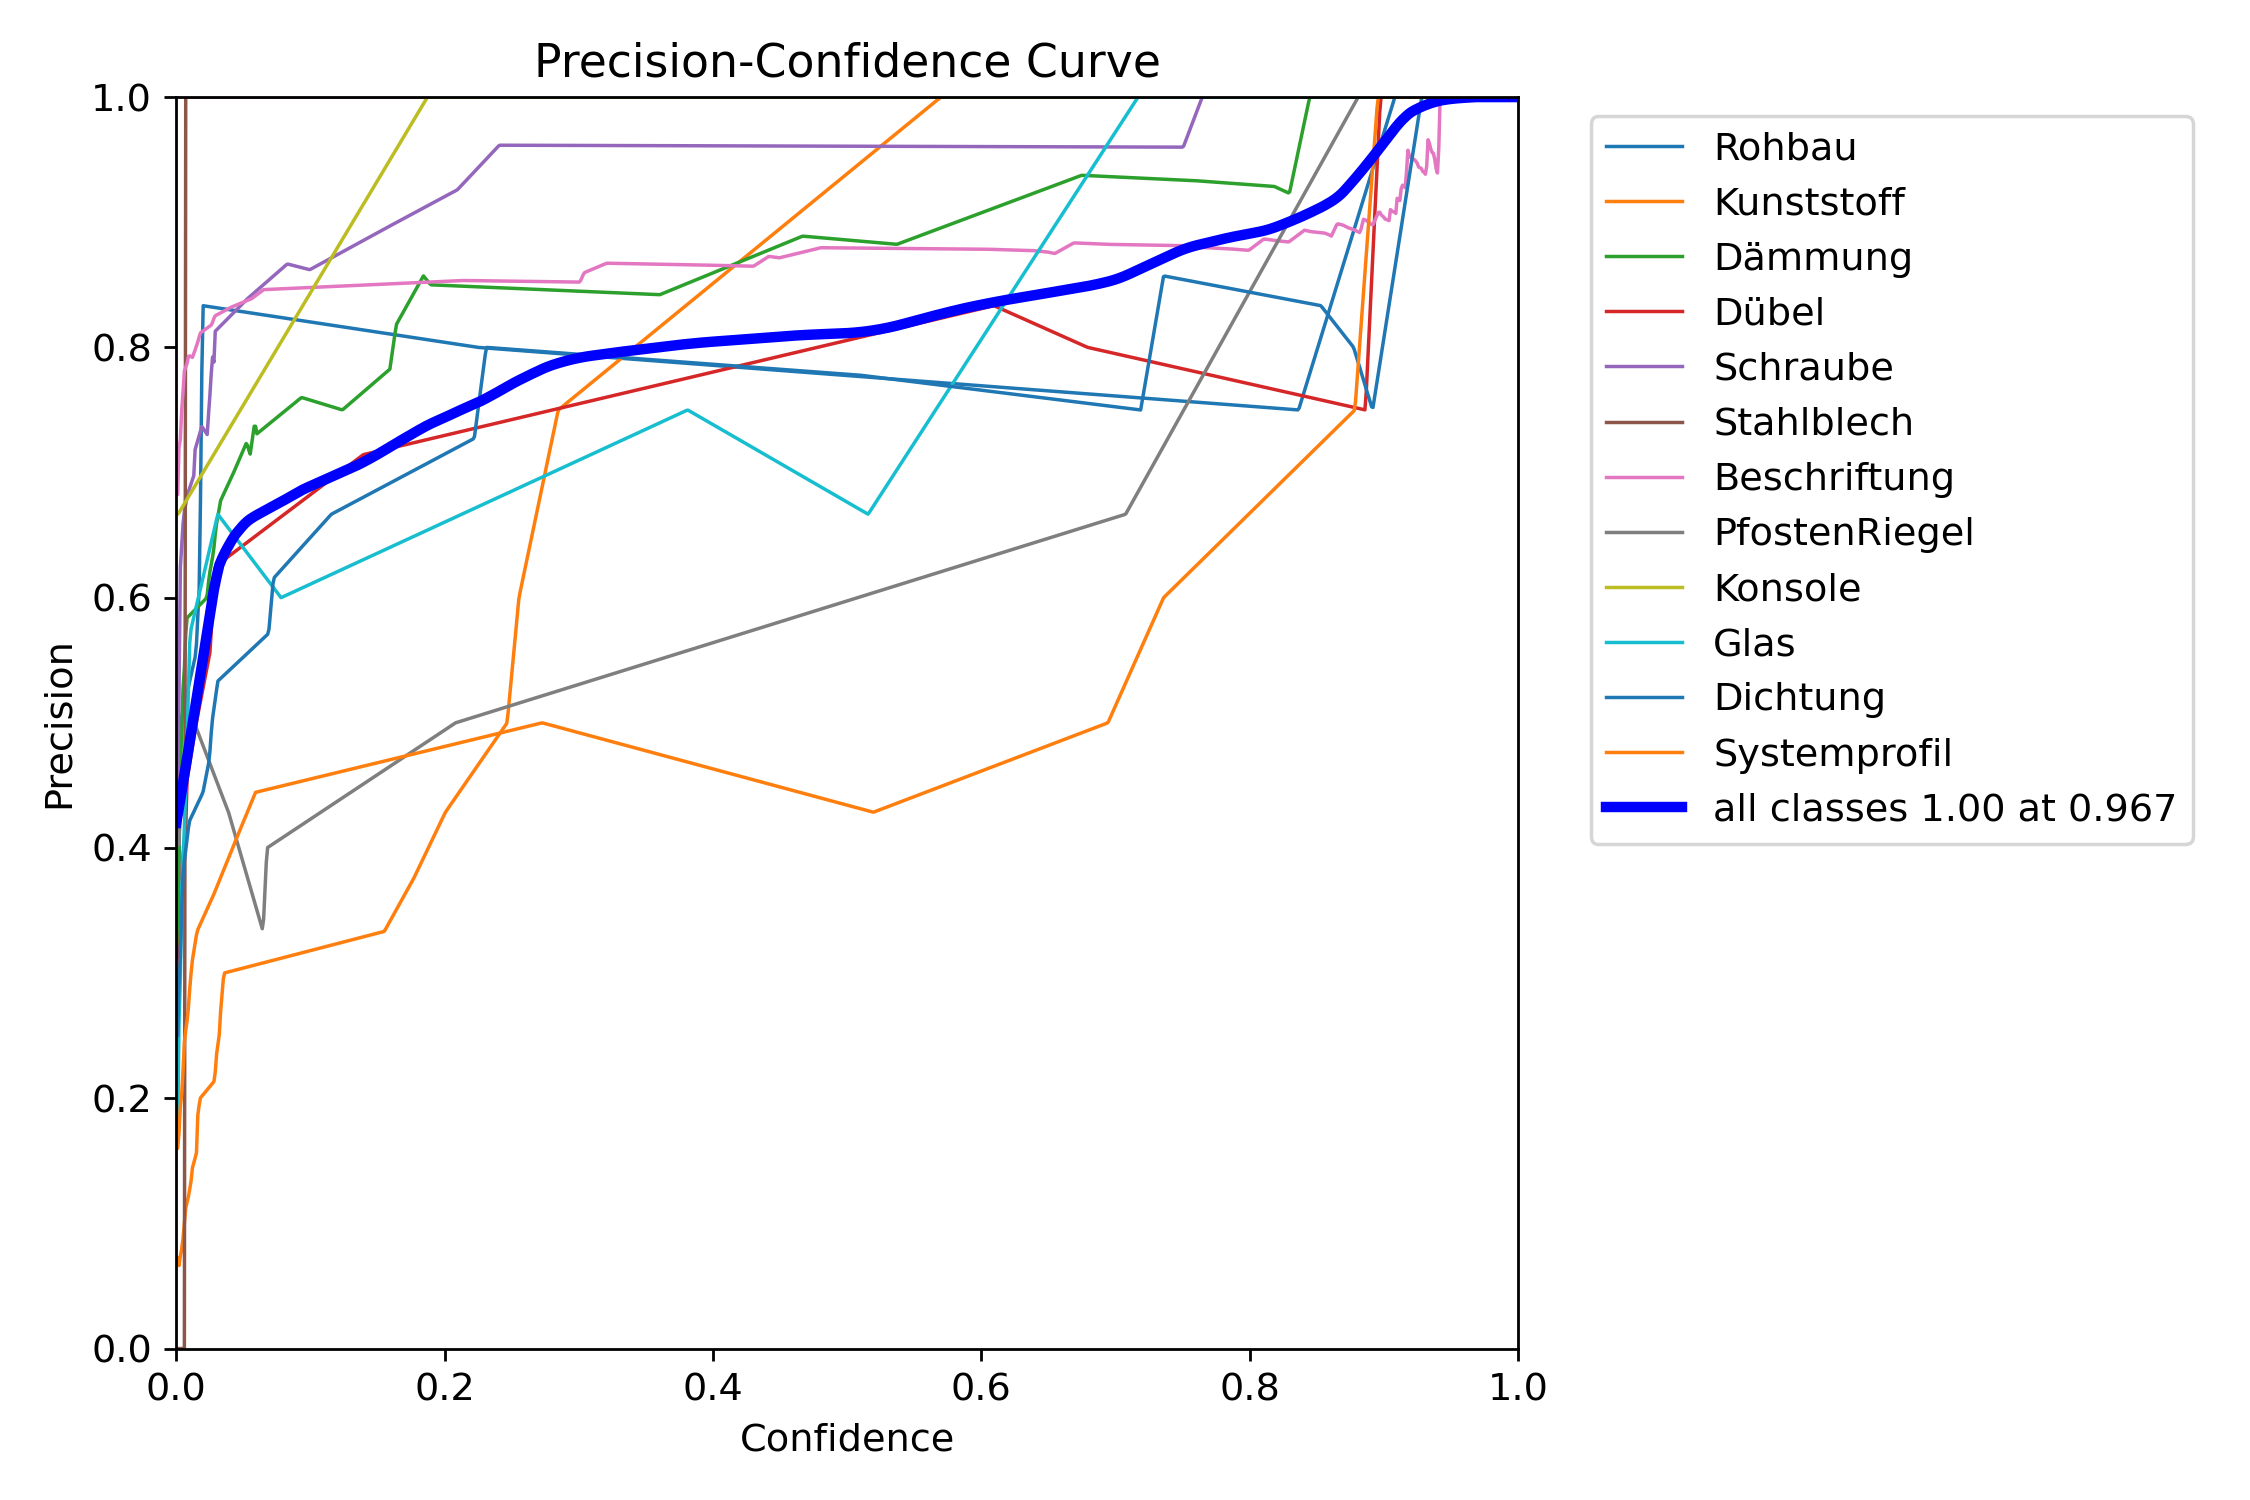 Precision-Confidence Curve
1.0
0.8
0.6
0.4
0.2
0.0
Precision
0.0 0.2 0.4 0.6 0.8 1.0
Confidence
Rohbau
Kunststoff
Dämmung
Dübel
Schraube
Stahlblech
Beschriftung
PfostenRiegel
Konsole
Glas
Dichtung
Systemprofil
all classes 1.00 at 0.967